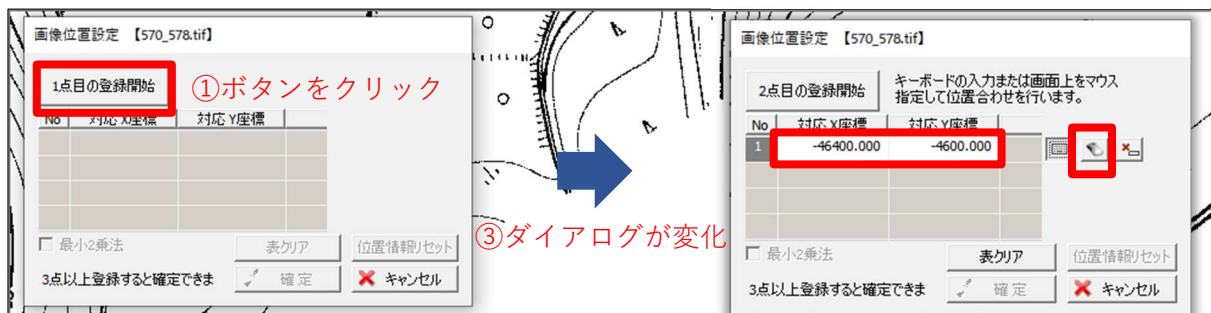 画像位置設定 【570_578.tif】
1点目の登録開始
①ボタンをクリック
No 対応 X座標 対応 Y座標
□ 最小2乗法
表クリア
位置情報リセット
3点以上登録すると確定できま
確定
キャンセル
③ダイアログが変化
画像位置設定 【570_578.tif】
2点目の登録開始
キーボードの入力または画面上をマウス
指定して位置合わせを行います。
No 対応 X座標 対応 Y座標
1 -46400.000 -4600.000
□ 最小2乗法
表クリア
位置情報リセット
3点以上登録すると確定できま
確定
キャンセル